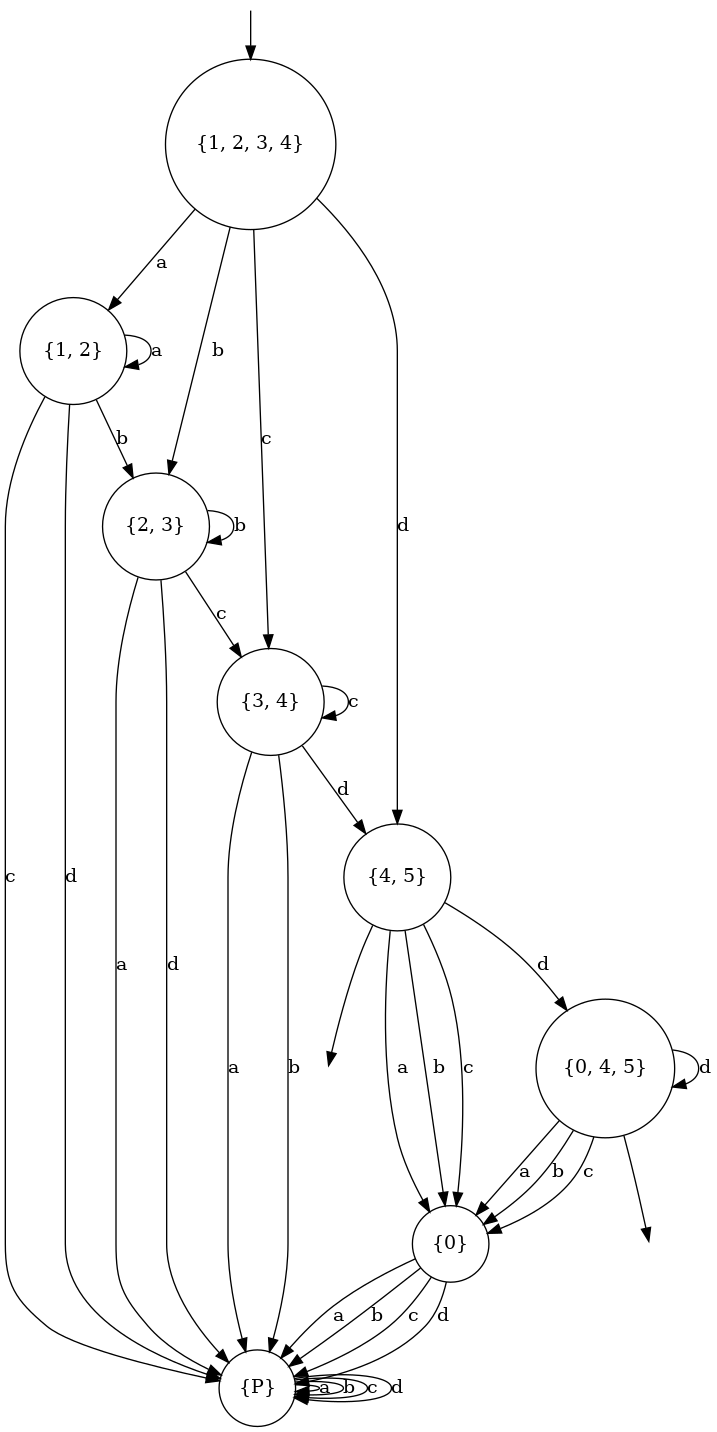 {1, 2, 3, 4}
a
{1, 2}
a
b
b
c
{2, 3}
b
d
c
{3, 4}
c
d
c
d
{4, 5}
a
d
d
a
b
a
b
c
{0, 4, 5}
d
a
b
c
{0}
a
b
c
d
{P}
a
b
c
d